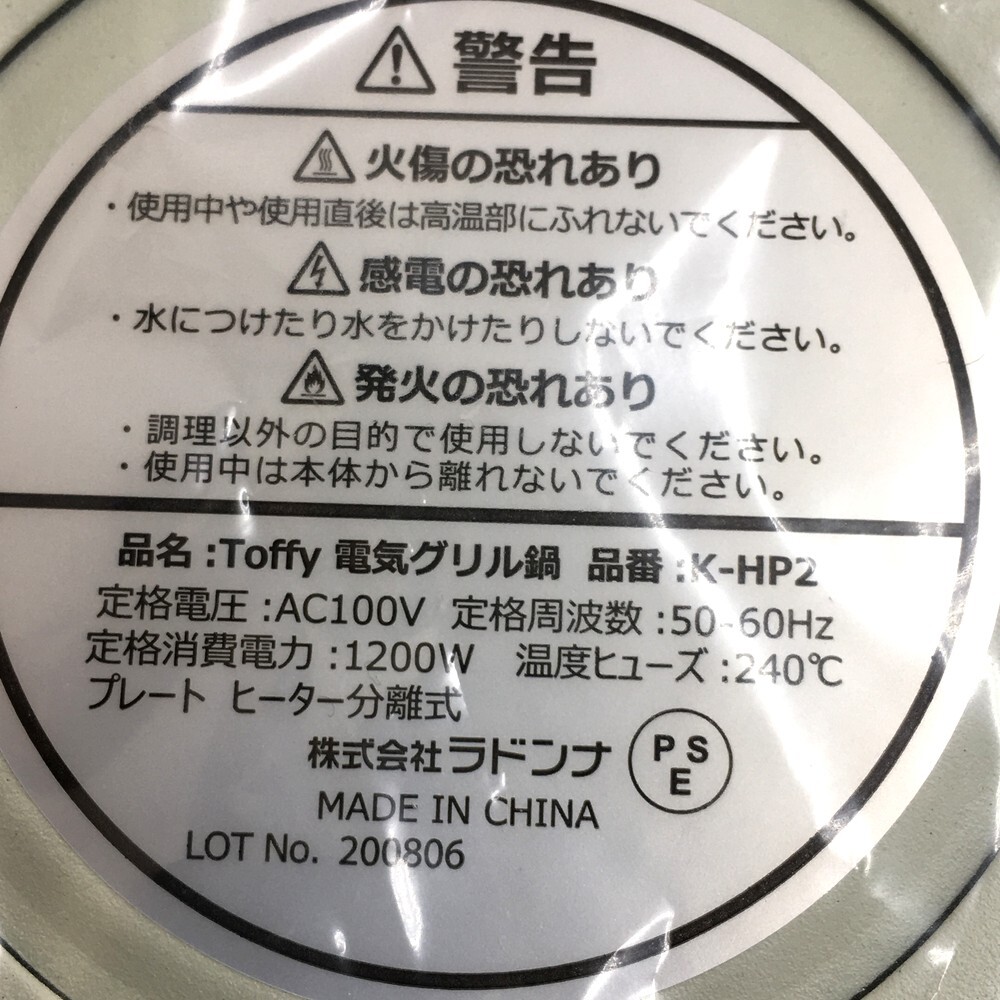 警告
火傷の恐れあり
・使用中や使用直後は高温部にふれないでください。
感電の恐れあり
・水につけたり水をかけたりしないでください。
発火の恐れあり
・調理以外の目的で使用しないでください。
・使用中は本体から離れないでください。
品名:Toffy 電気グリル鍋 品番:K-HP2
定格電圧:AC100V 定格周波数:50-60Hz
定格消費電力:1200W 温度ヒューズ:240℃
プレート ヒーター分離式
株式会社 ラドンナ PSE
MADE IN CHINA
LOT No. 200806